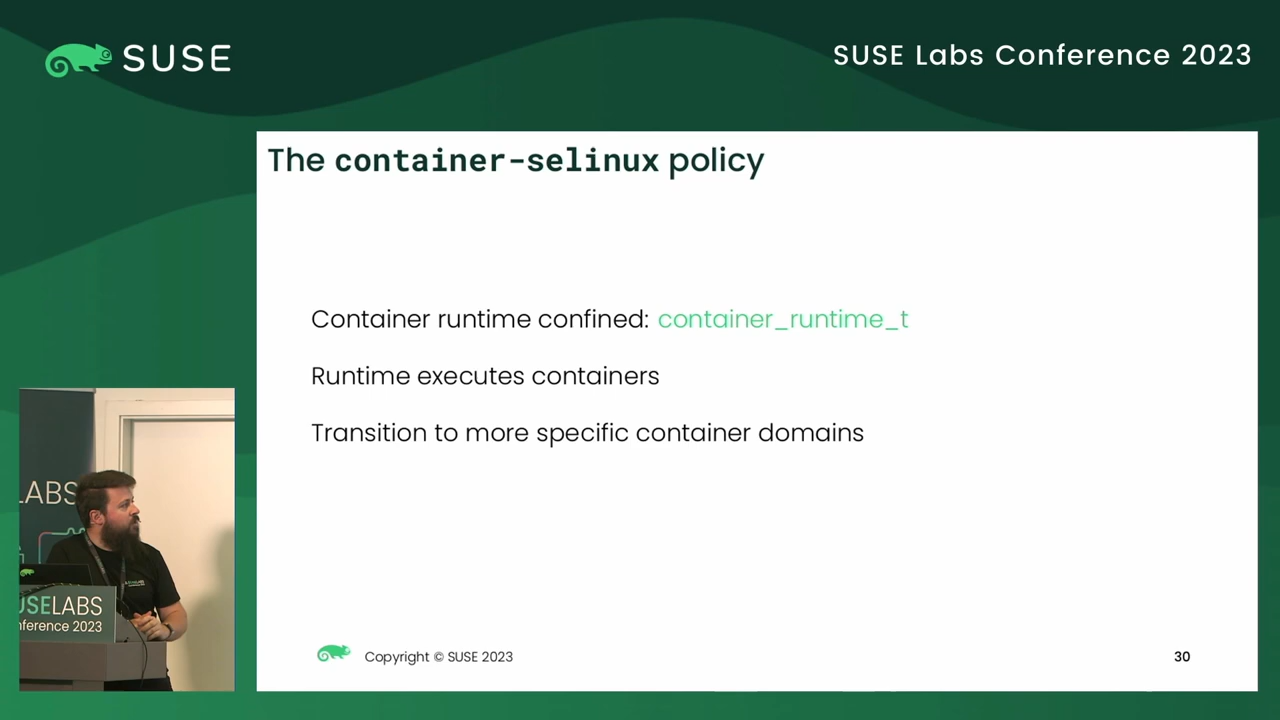 SUSE
SUSE Labs Conference 2023
The container-selinux policy
Container runtime confined: container_runtime_t
Runtime executes containers
Transition to more specific container domains
LABS
USELABS
nference 2023
Copyright © SUSE 2023
30